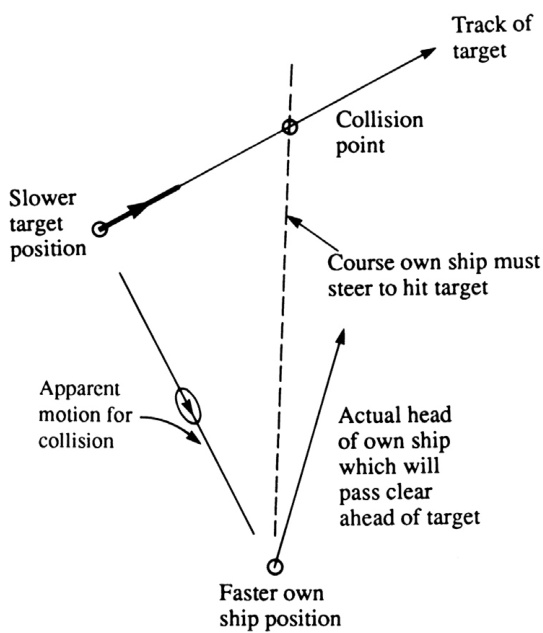 Track of
target
Collision
point
Slower
target
position
Course own ship must
steer to hit target
Apparent
motion for
collision
Actual head
of own ship
which will
pass clear
ahead of target
Faster own
ship position